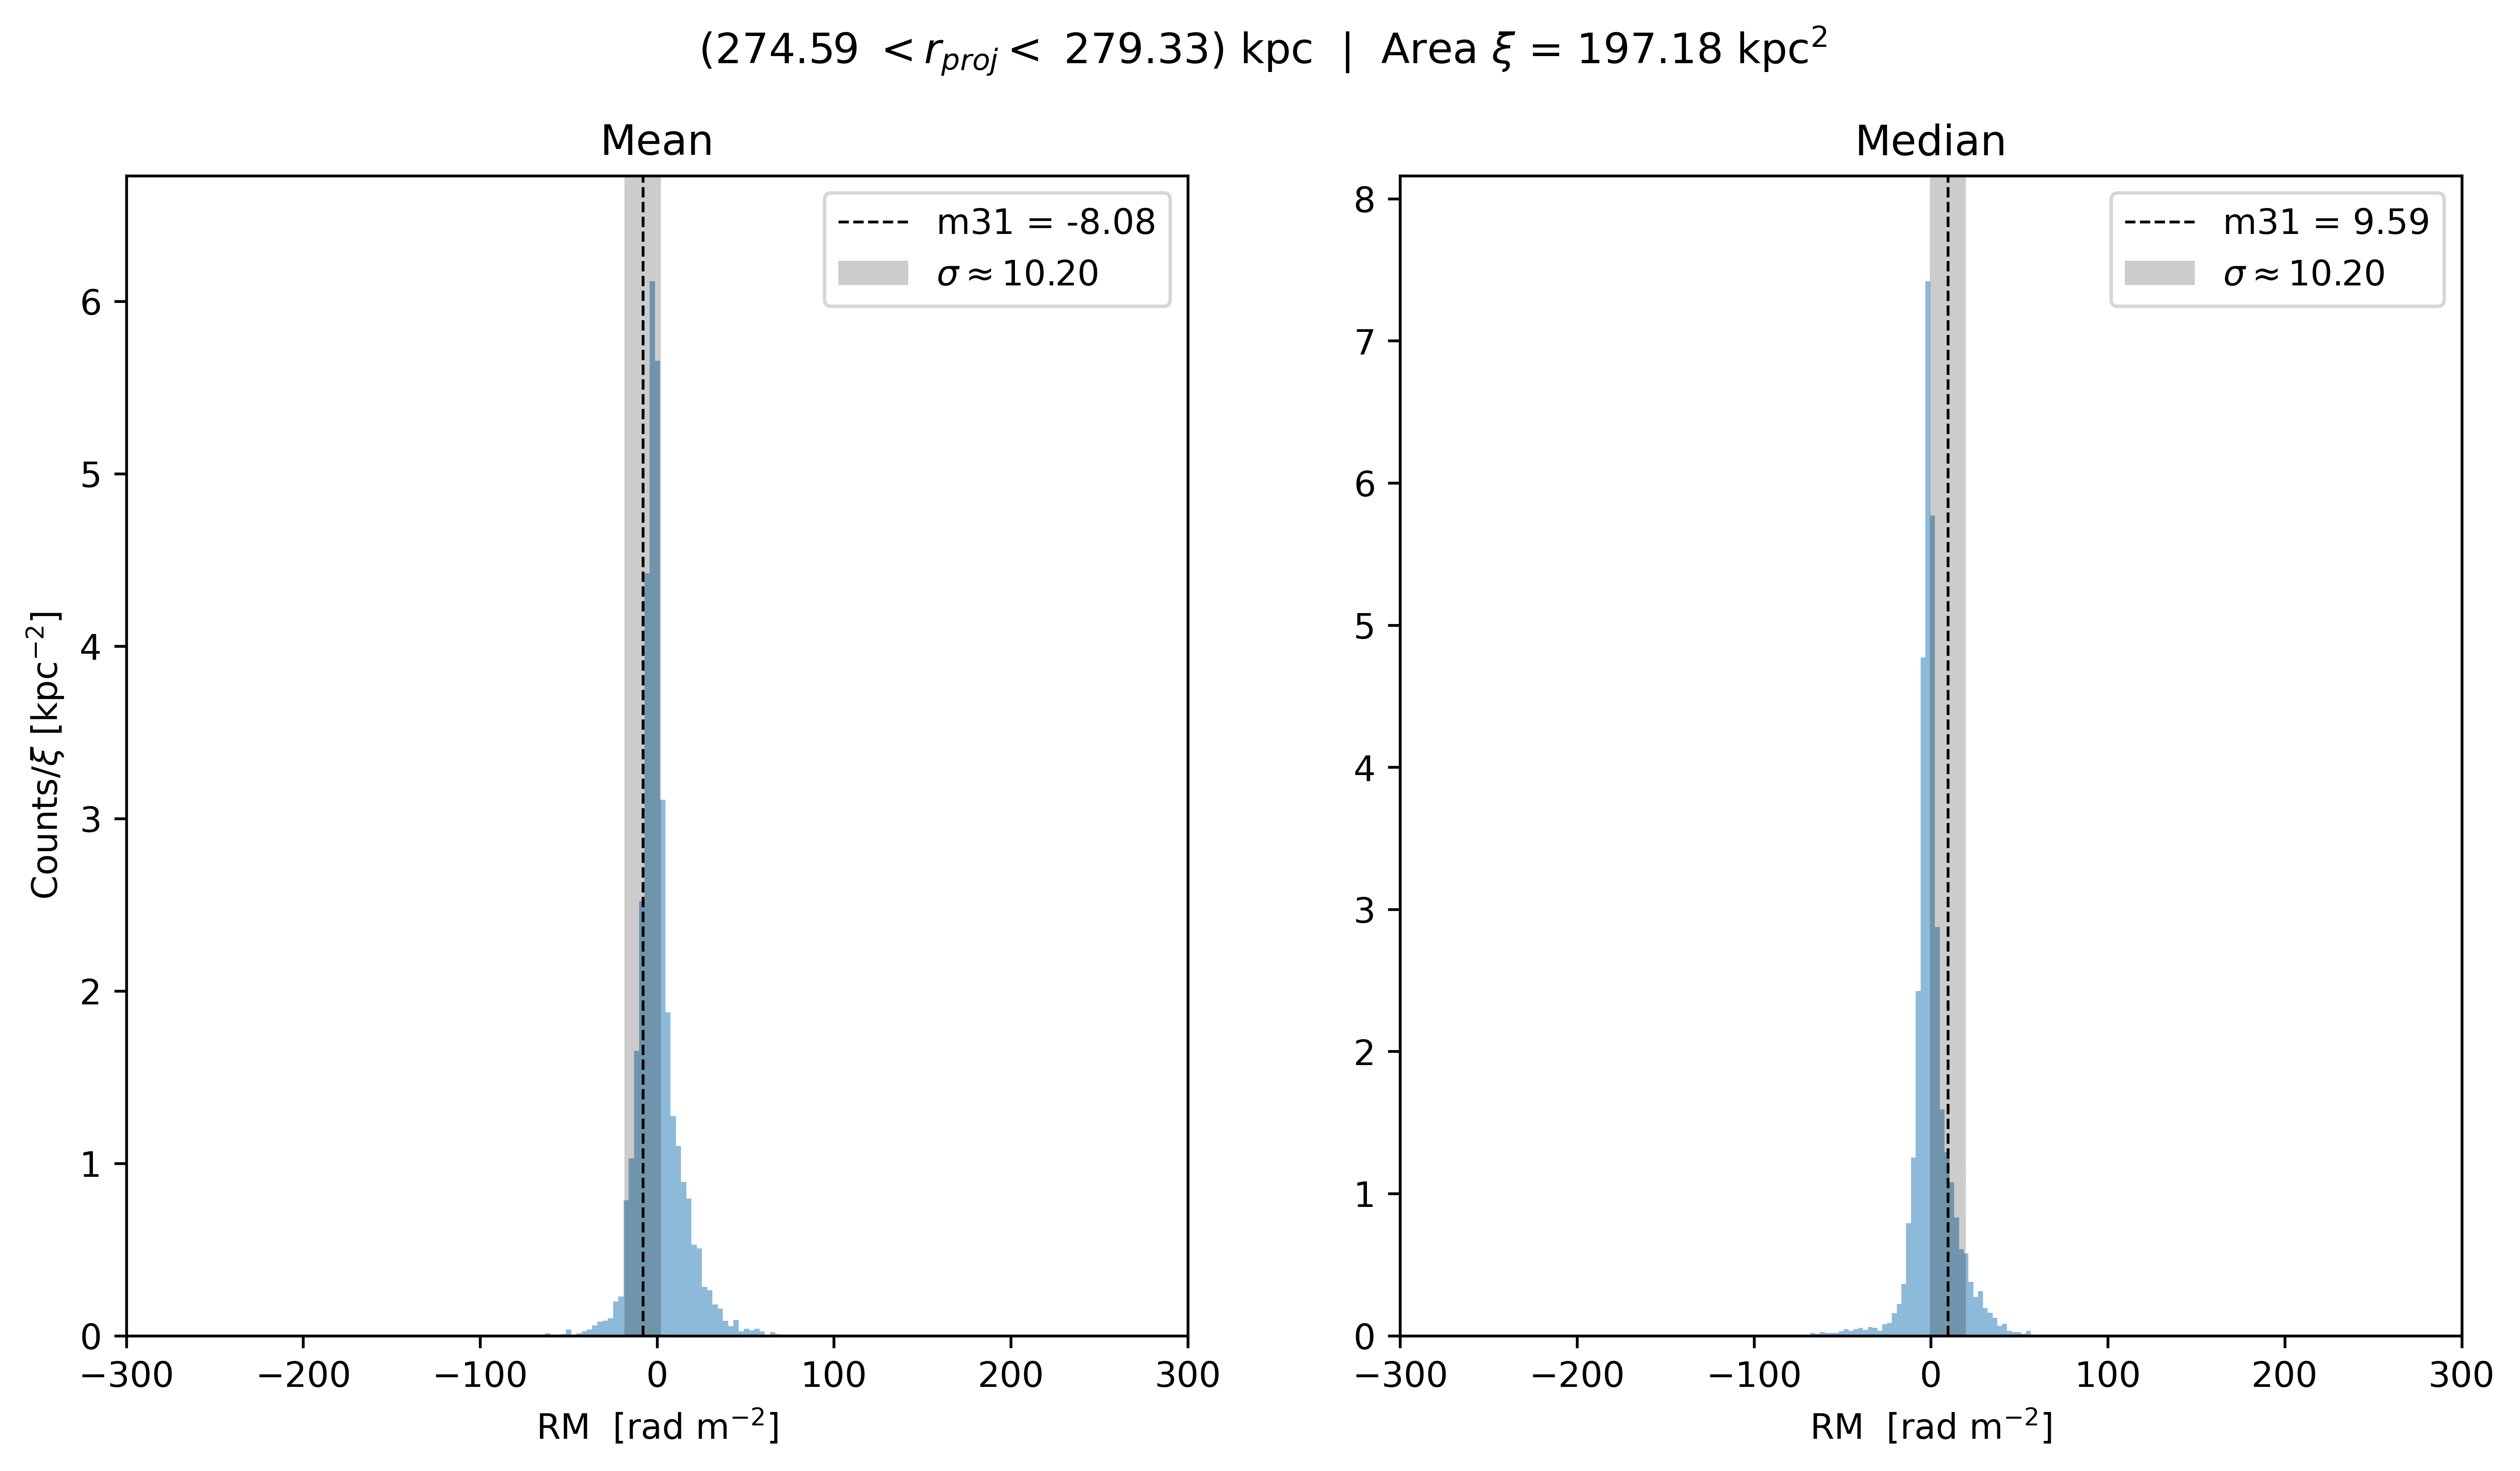 (274.59 < r_proj < 279.33) kpc | Area ξ = 197.18 kpc²
Mean
m31 = -8.08
σ ≈ 10.20
Counts/ξ [kpc⁻²]
6
5
4
3
2
1
0
−300 −200 −100 0 100 200 300
RM [rad m⁻²]
Median
m31 = 9.59
σ ≈ 10.20
8
7
6
5
4
3
2
1
0
−300 −200 −100 0 100 200 300
RM [rad m⁻²]